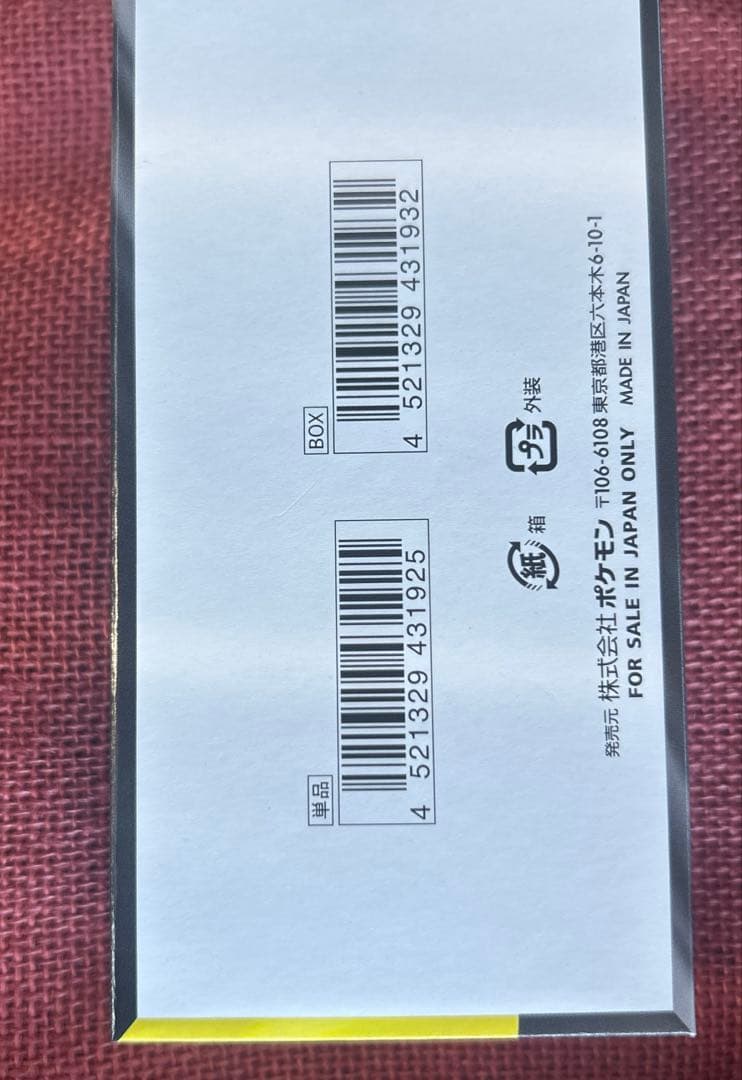 単品
4 521329 431925
BOX
4 521329 431932
紙 箱
プラ 外装
発売元 株式会社ポケモン 〒106-6108 東京都港区六本木6-10-1
FOR SALE IN JAPAN ONLY MADE IN JAPAN